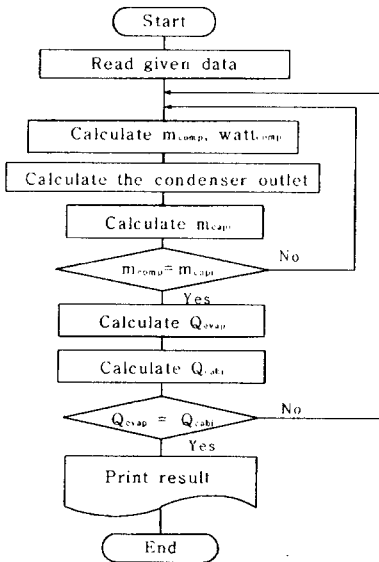 Start
Read given data
Calculate m_comp, watt_comp
Calculate the condenser outlet
Calculate m_capi
m_comp = m_capi
No
Yes
Calculate Q_evap
Calculate Q_cabi
Q_evap = Q_cabi
No
Yes
Print result
End